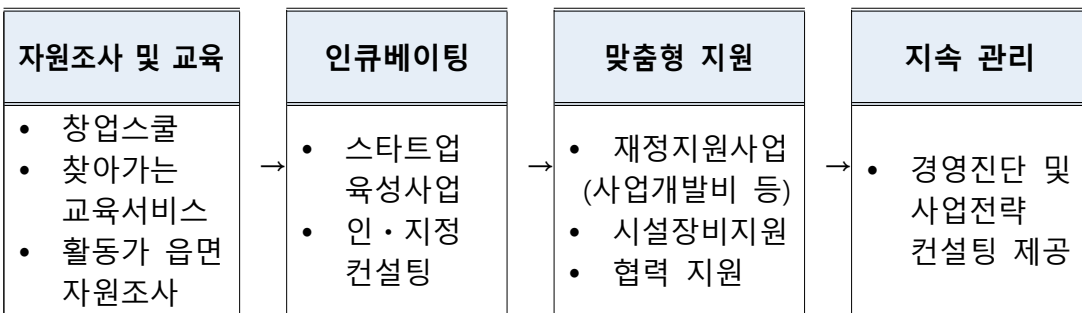 자원조사 및 교육
• 창업스쿨
• 찾아가는
교육서비스
• 활동가 읍면
자원조사
→
인큐베이팅
• 스타트업
육성사업
• 인・지정
컨설팅
→
맞춤형 지원
• 재정지원사업
(사업개발비 등)
• 시설장비지원
• 협력 지원
→
지속 관리
• 경영진단 및
사업전략
컨설팅 제공